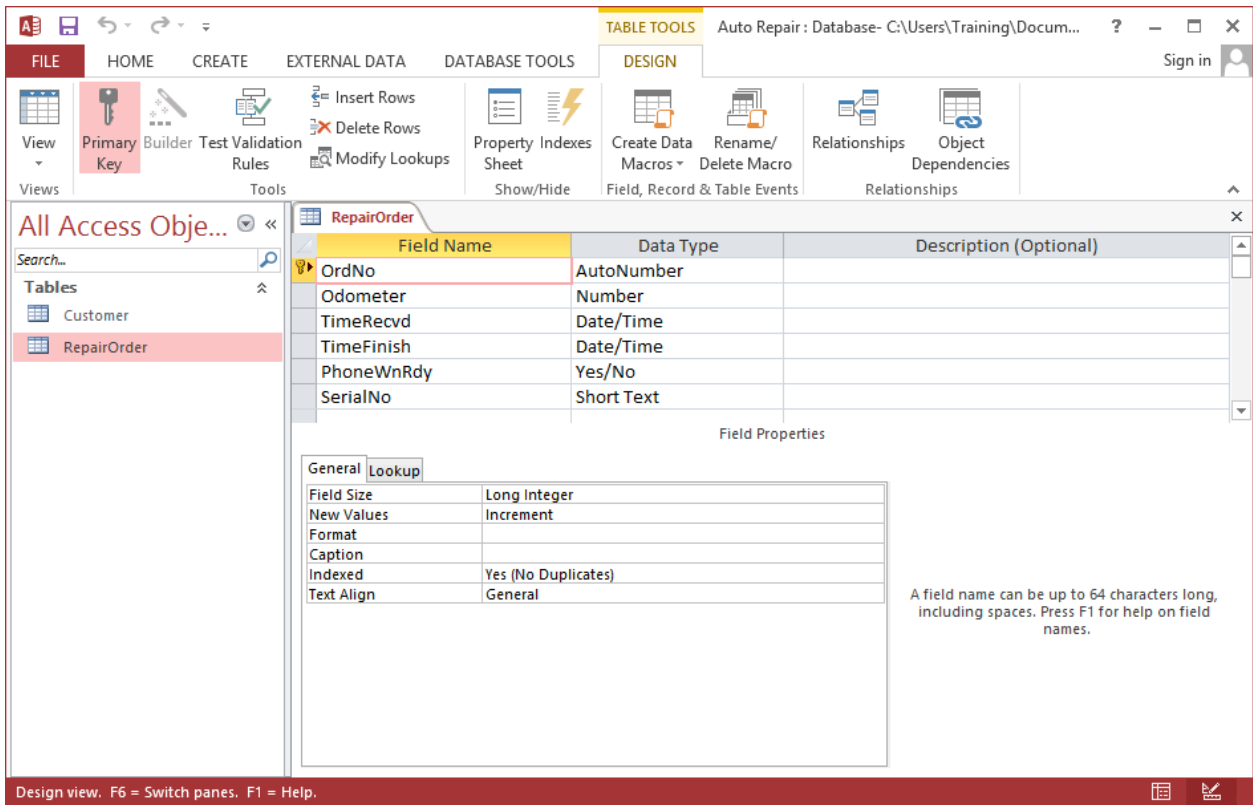 TABLE TOOLS Auto Repair : Database- C:\Users\Training\Docum... ?
FILE HOME CREATE EXTERNAL DATA DATABASE TOOLS DESIGN Sign in
View Primary Key Builder Test Validation Rules
Insert Rows
Delete Rows
Modify Lookups
Property Sheet Indexes Create Data Macros Rename/ Delete Macro Relationships Object Dependencies
Views Tools Show/Hide Field, Record & Table Events Relationships
All Access Obje...
Search...
Tables
Customer
RepairOrder
RepairOrder
Field Name Data Type Description (Optional)
OrdNo AutoNumber
Odometer Number
TimeRecvd Date/Time
TimeFinish Date/Time
PhoneWnRdy Yes/No
SerialNo Short Text
Field Properties
General Lookup
Field Size Long Integer
New Values Increment
Format
Caption
Indexed Yes (No Duplicates)
Text Align General
A field name can be up to 64 characters long,
including spaces. Press F1 for help on field
names.
Design view. F6 = Switch panes. F1 = Help.